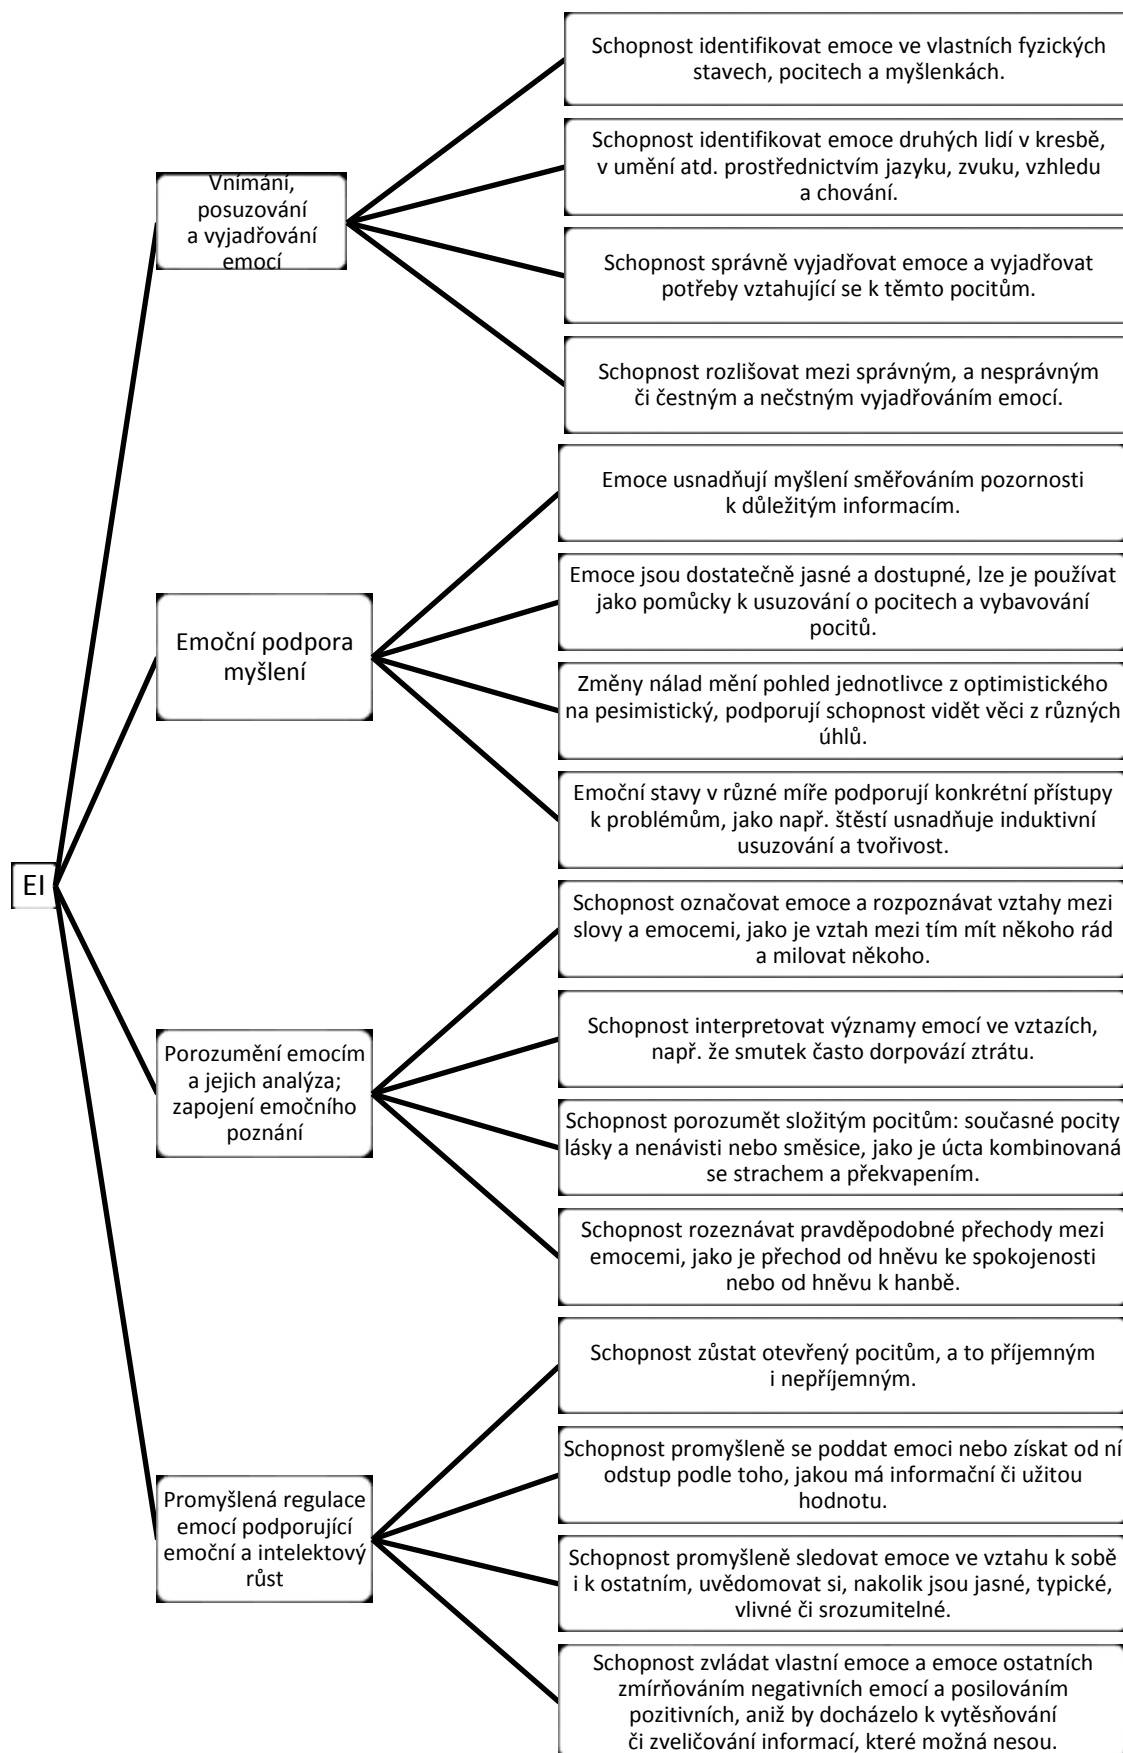 EI
Vnímání,
posuzování
a vyjadřování
emocí
Schopnost identifikovat emoce ve vlastních fyzických
stavech, pocitech a myšlenkách.
Schopnost identifikovat emoce druhých lidí v kresbě,
v umění atd. prostřednictvím jazyku, zvuku, vzhledu
a chování.
Schopnost správně vyjadřovat emoce a vyjadřovat
potřeby vztahující se k těmto pocitům.
Schopnost rozlišovat mezi správným, a nesprávným
či čestným a nečstným vyjadřováním emocí.
Emoční podpora
myšlení
Emoce usnadňují myšlení směřováním pozornosti
k důležitým informacím.
Emoce jsou dostatečně jasné a dostupné, lze je používat
jako pomůcky k usuzování o pocitech a vybavování
pocitů.
Změny nálad mění pohled jednotlivce z optimistického
na pesimistický, podporují schopnost vidět věci z různých
úhlů.
Emoční stavy v různé míře podporují konkrétní přístupy
k problémům, jako např. štěstí usnadňuje induktivní
usuzování a tvořivost.
Porozumění emocím
a jejich analýza;
zapojení emočního
poznání
Schopnost označovat emoce a rozpoznávat vztahy mezi
slovy a emocemi, jako je vztah mezi tím mít někoho rád
a milovat někoho.
Schopnost interpretovat významy emocí ve vztazích,
např. že smutek často dorpovází ztrátu.
Schopnost porozumět složitým pocitům: současné pocity
lásky a nenávisti nebo směsice, jako je úcta kombinovaná
se strachem a překvapením.
Schopnost rozeznávat pravděpodobné přechody mezi
emocemi, jako je přechod od hněvu ke spokojenosti
nebo od hněvu k hanbě.
Promyšlená regulace
emocí podporující
emoční a intelektový
růst
Schopnost zůstat otevřený pocitům, a to příjemným
i nepříjemným.
Schopnost promyšleně se poddat emoci nebo získat od ní
odstup podle toho, jakou má informační či užitou
hodnotu.
Schopnost promyšleně sledovat emoce ve vztahu k sobě
i k ostatním, uvědomovat si, nakolik jsou jasné, typické,
vlivné či srozumitelné.
Schopnost zvládat vlastní emoce a emoce ostatních
zmírňováním negativních emocí a posilováním
pozitivních, aniž by docházelo k vytěsňování
či zveličování informací, které možná nesou.